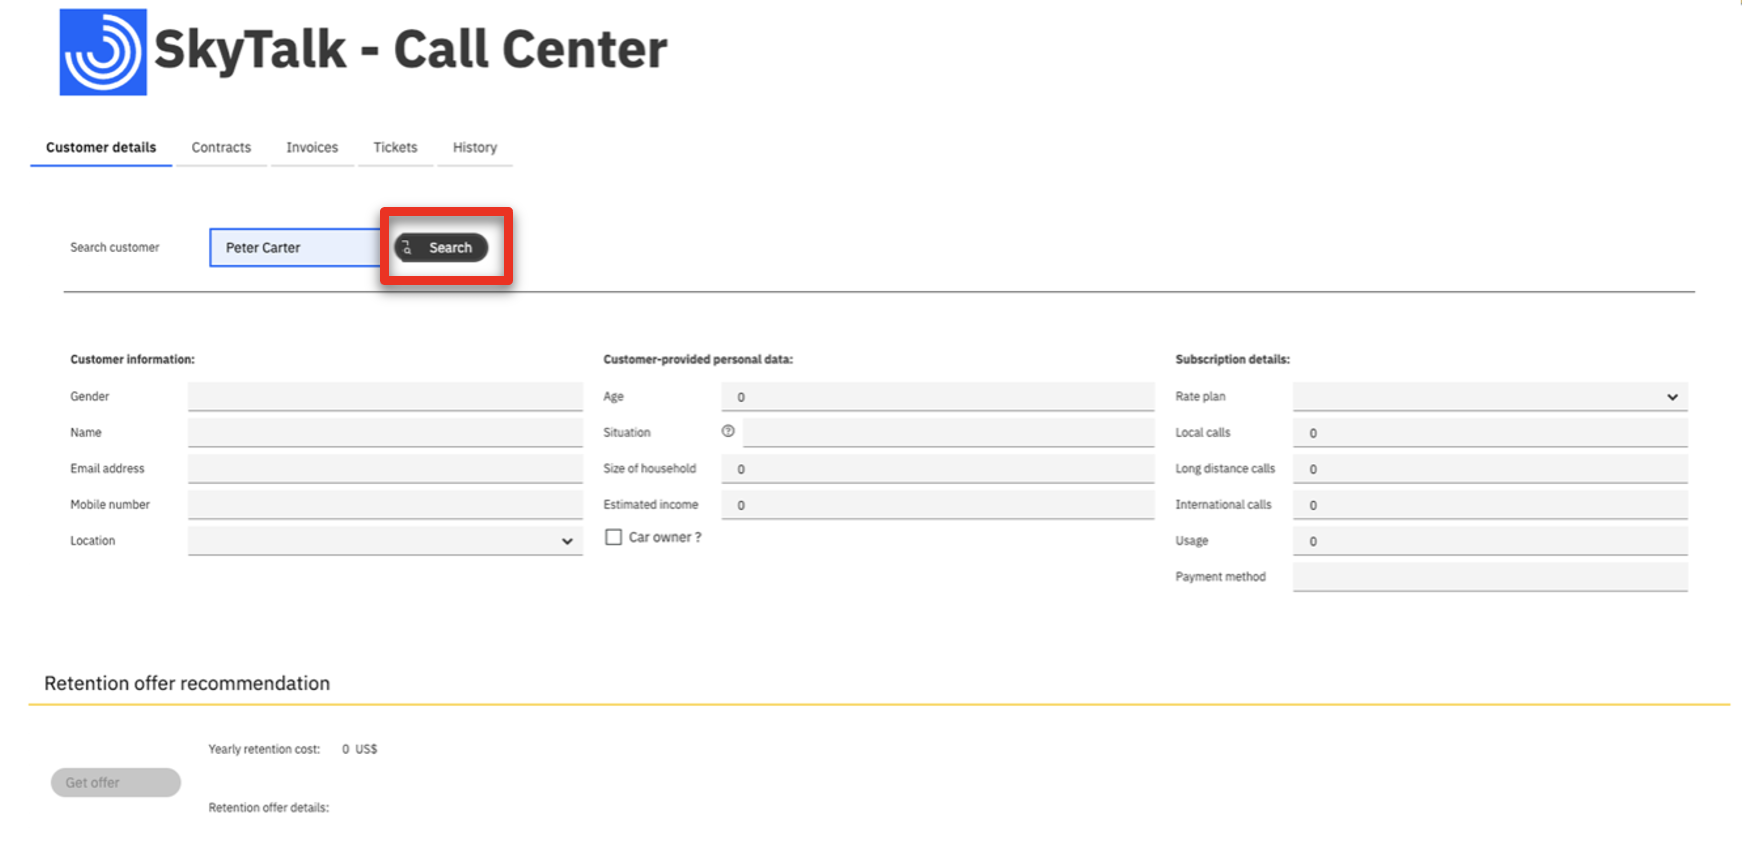 SkyTalk - Call Center
Customer details Contracts Invoices Tickets History
Search customer Peter Carter Search
Customer information:
Gender
Name
Email address
Mobile number
Location
Customer-provided personal data:
Age 0
Situation
Size of household 0
Estimated income 0
Car owner ?
Subscription details:
Rate plan
Local calls 0
Long distance calls 0
International calls 0
Usage 0
Payment method
Retention offer recommendation
Yearly retention cost: 0 US$
Get offer
Retention offer details: